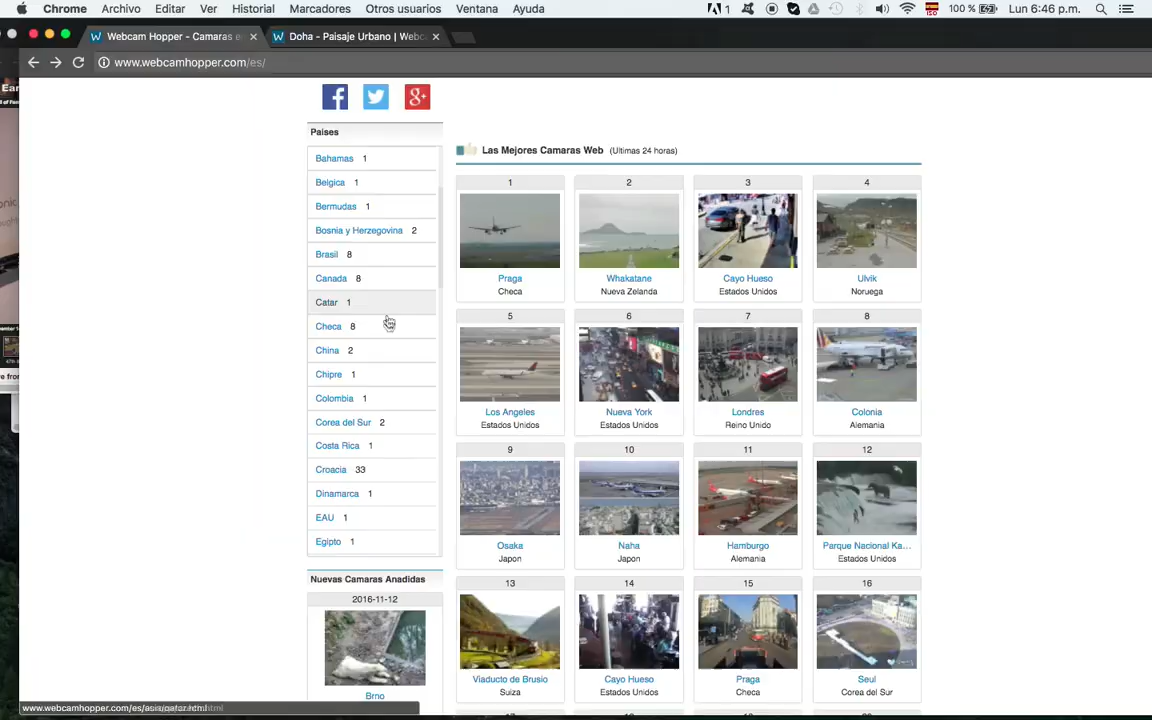 Chrome Archivo Editar Ver Historial Marcadores Otros usuarios Ventana Ayuda 1 100 % Lun 6:46 p.m.
Webcam Hopper - Camaras e Doha - Paisaje Urbano | Webc
www.webcamhopper.com/es/
Países
Bahamas 1
Belgica 1
Bermudas 1
Bosnia y Herzegovina 2
Brasil 8
Canada 8
Catar 1
Checa 8
China 2
Chipre 1
Colombia 1
Corea del Sur 2
Costa Rica 1
Croacia 33
Dinamarca 1
EAU 1
Egipto 1
Nuevas Camaras Anadidas
2016-11-12
Brno
Las Mejores Camaras Web (Ultimas 24 horas)
1 2 3 4
Praga Whakatane Cayo Hueso Ulvik
Checa Nueva Zelanda Estados Unidos Noruega
5 6 7 8
Los Angeles Nueva York Londres Colonia
Estados Unidos Estados Unidos Reino Unido Alemania
9 10 11 12
Osaka Naha Hamburgo Parque Nacional Ka...
Japon Japon Alemania Estados Unidos
13 14 15 16
Viaducto de Brusio Cayo Hueso Praga Seul
Suiza Estados Unidos Checa Corea del Sur